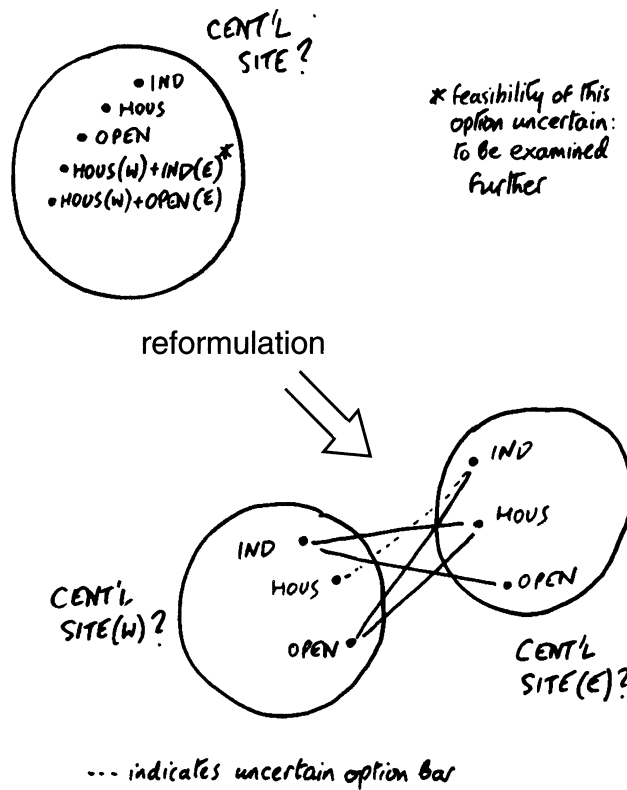 CENT'L
SITE?
• IND
• HOUS
• OPEN
• HOUS(W)+IND(E)*
• HOUS(W)+OPEN(E)
* feasibility of this
option uncertain:
to be examined
further
reformulation
IND
HOUS
OPEN
CENT'L
SITE(W)?
IND
HOUS
OPEN
CENT'L
SITE(E)?
--- indicates uncertain option bar